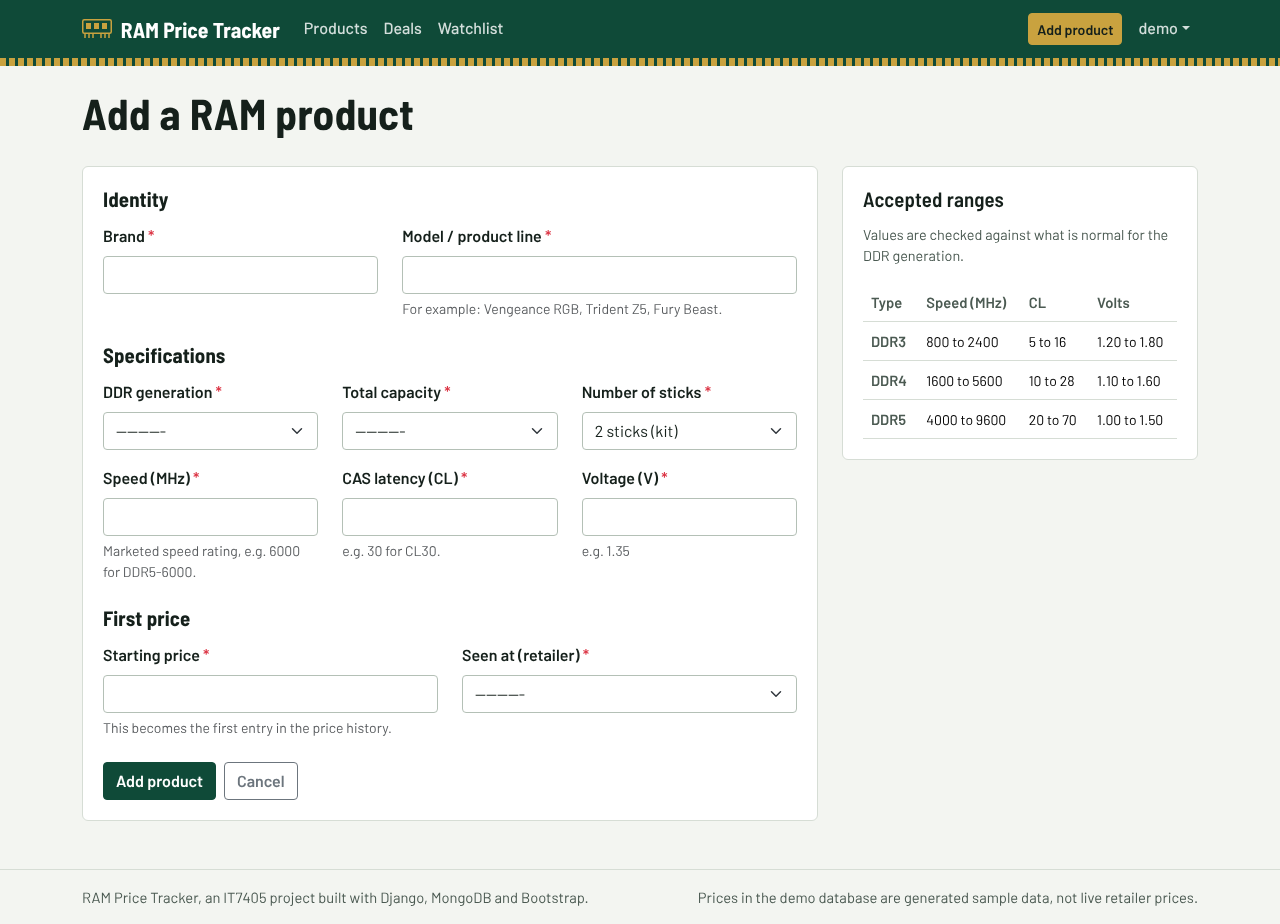 RAM Price Tracker Products Deals Watchlist Add product demo
Add a RAM product
Identity
Brand * Model / product line *
For example: Vengeance RGB, Trident Z5, Fury Beast.
Specifications
DDR generation * Total capacity * Number of sticks *
--------- --------- 2 sticks (kit)
Speed (MHz) * CAS latency (CL) * Voltage (V) *
Marketed speed rating, e.g. 6000 e.g. 30 for CL30. e.g. 1.35
for DDR5-6000.
First price
Starting price * Seen at (retailer) *
---------
This becomes the first entry in the price history.
Add product Cancel
Accepted ranges
Values are checked against what is normal for the
DDR generation.
Type Speed (MHz) CL Volts
DDR3 800 to 2400 5 to 16 1.20 to 1.80
DDR4 1600 to 5600 10 to 28 1.10 to 1.60
DDR5 4000 to 9600 20 to 70 1.00 to 1.50
RAM Price Tracker, an IT7405 project built with Django, MongoDB and Bootstrap. Prices in the demo database are generated sample data, not live retailer prices.